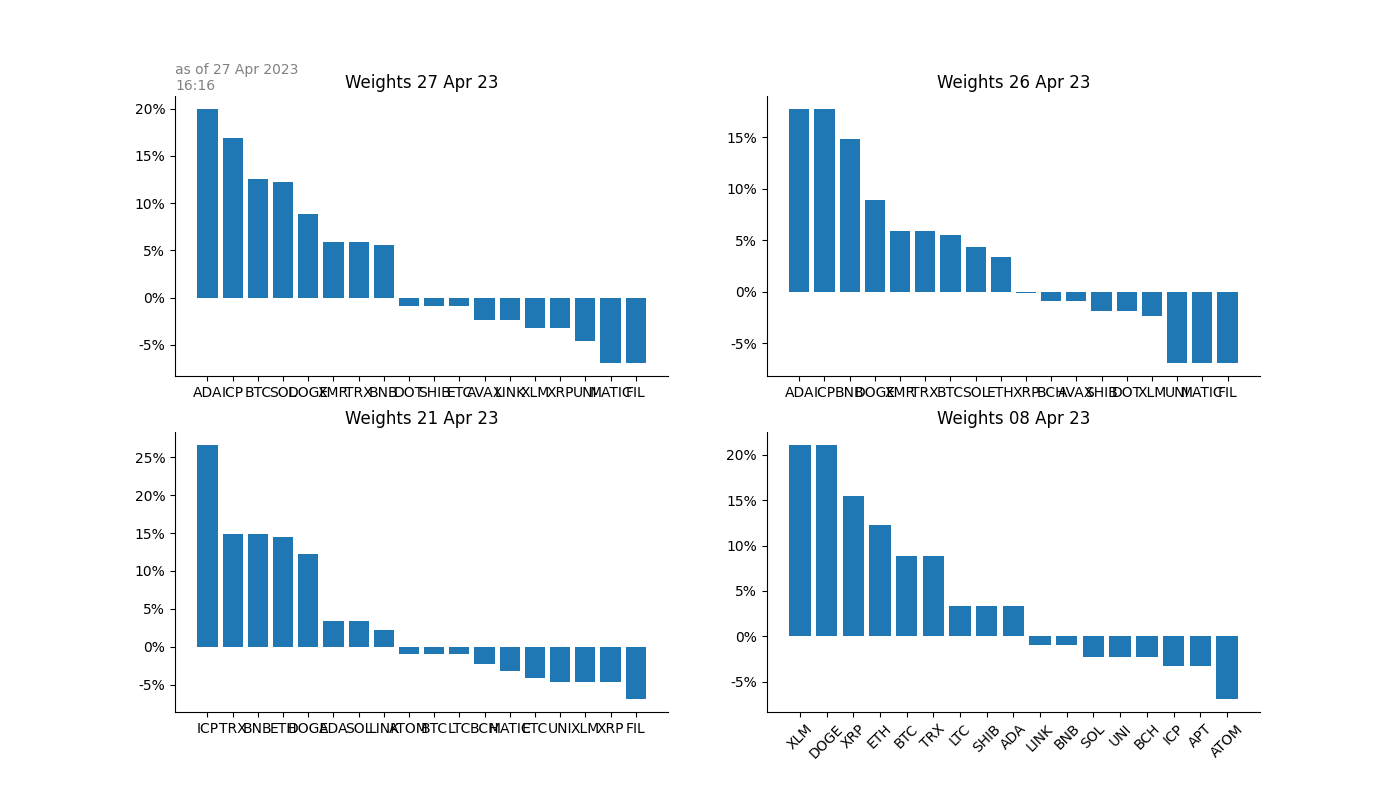 as of 27 Apr 2023
16:16
Weights 27 Apr 23
20%
15%
10%
5%
0%
-5%
ADA ICP BTC SOL DOGE XMR TRX BNB DOT SHIB ETC AVAX LINK XLM XRP UNI MATIC FIL
Weights 26 Apr 23
15%
10%
5%
0%
-5%
ADA ICP BNB DOGE XMR TRX BTC SOL ETH XRP BCH AVAX SHIB DOT XLM UNI MATIC FIL
Weights 21 Apr 23
25%
20%
15%
10%
5%
0%
-5%
ICP TRX BNB ETH DOGE ADA SOL LINK ATOM BTC LTC BCH MATIC ETC UNI XLM XRP FIL
Weights 08 Apr 23
20%
15%
10%
5%
0%
-5%
XLM DOGE XRP ETH BTC TRX LTC SHIB ADA LINK BNB SOL UNI BCH ICP APT ATOM